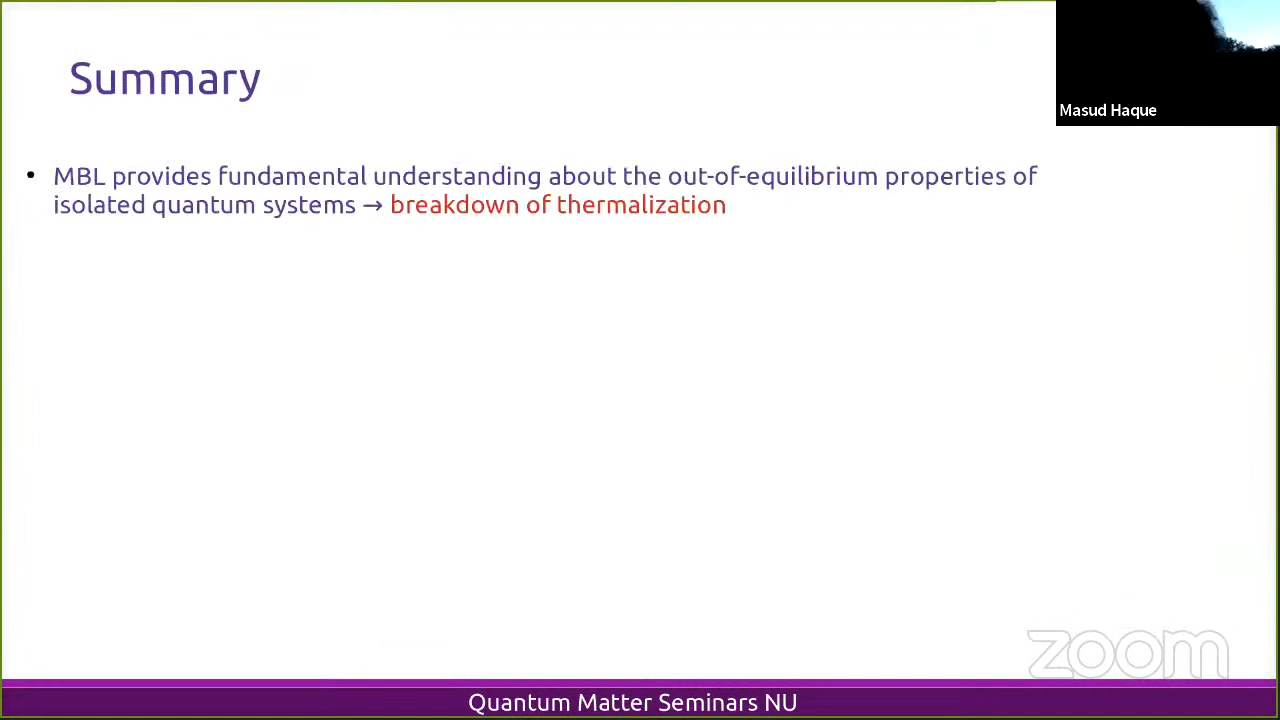 Summary
Masud Haque
• MBL provides fundamental understanding about the out-of-equilibrium properties of
isolated quantum systems → breakdown of thermalization
zoom
Quantum Matter Seminars NU